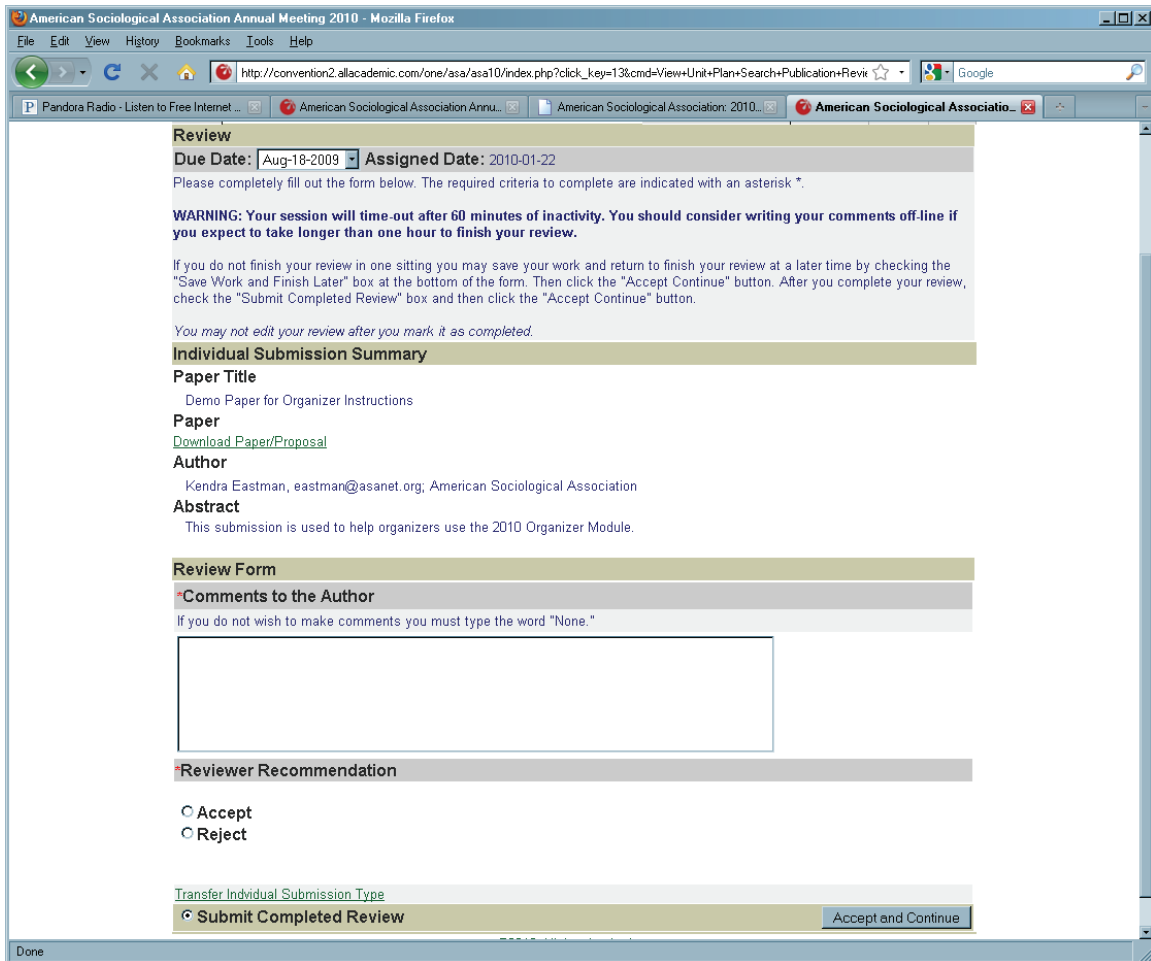 American Sociological Association Annual Meeting 2010 - Mozilla Firefox
File Edit View History Bookmarks Tools Help
http://convention2.allacademic.com/one/asa/asa10/index.php?click_key=13&cmd=View+Unit+Plan+Search+Publication+Revie
Google
Pandora Radio - Listen to Free Internet ... American Sociological Association Annu... American Sociological Association: 2010... American Sociological Associatio...
Review
Due Date: Aug-18-2009 Assigned Date: 2010-01-22
Please completely fill out the form below. The required criteria to complete are indicated with an asterisk *.
WARNING: Your session will time-out after 60 minutes of inactivity. You should consider writing your comments off-line if
you expect to take longer than one hour to finish your review.
If you do not finish your review in one sitting you may save your work and return to finish your review at a later time by checking the
"Save Work and Finish Later" box at the bottom of the form. Then click the "Accept Continue" button. After you complete your review,
check the "Submit Completed Review" box and then click the "Accept Continue" button.
You may not edit your review after you mark it as completed.
Individual Submission Summary
Paper Title
Demo Paper for Organizer Instructions
Paper
Download Paper/Proposal
Author
Kendra Eastman, eastman@asanet.org; American Sociological Association
Abstract
This submission is used to help organizers use the 2010 Organizer Module.
Review Form
*Comments to the Author
If you do not wish to make comments you must type the word "None."
*Reviewer Recommendation
Accept
Reject
Transfer Indvidual Submission Type
Submit Completed Review Accept and Continue
Done